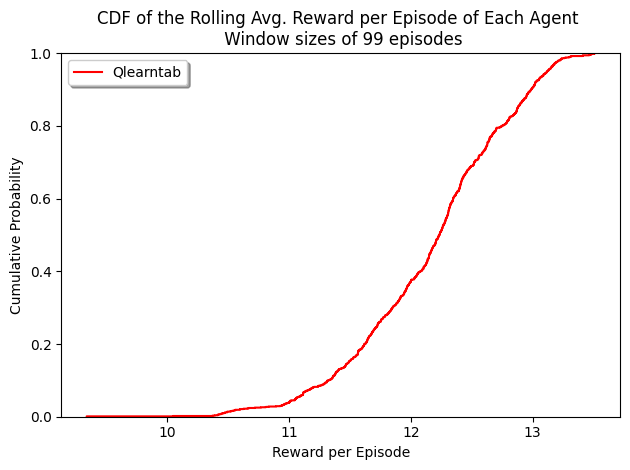 CDF of the Rolling Avg. Reward per Episode of Each Agent
Window sizes of 99 episodes
Qlearntab
Cumulative Probability
1.0
0.8
0.6
0.4
0.2
0.0
10 11 12 13
Reward per Episode